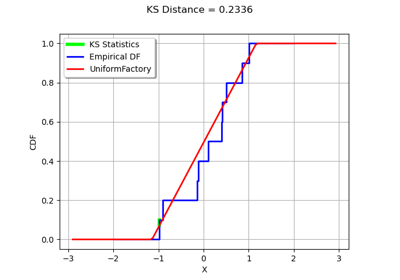 KS Distance = 0.2336
KS Statistics
Empirical DF
UniformFactory
CDF
1.0
0.8
0.6
0.4
0.2
0.0
−3 −2 −1 0 1 2 3
X